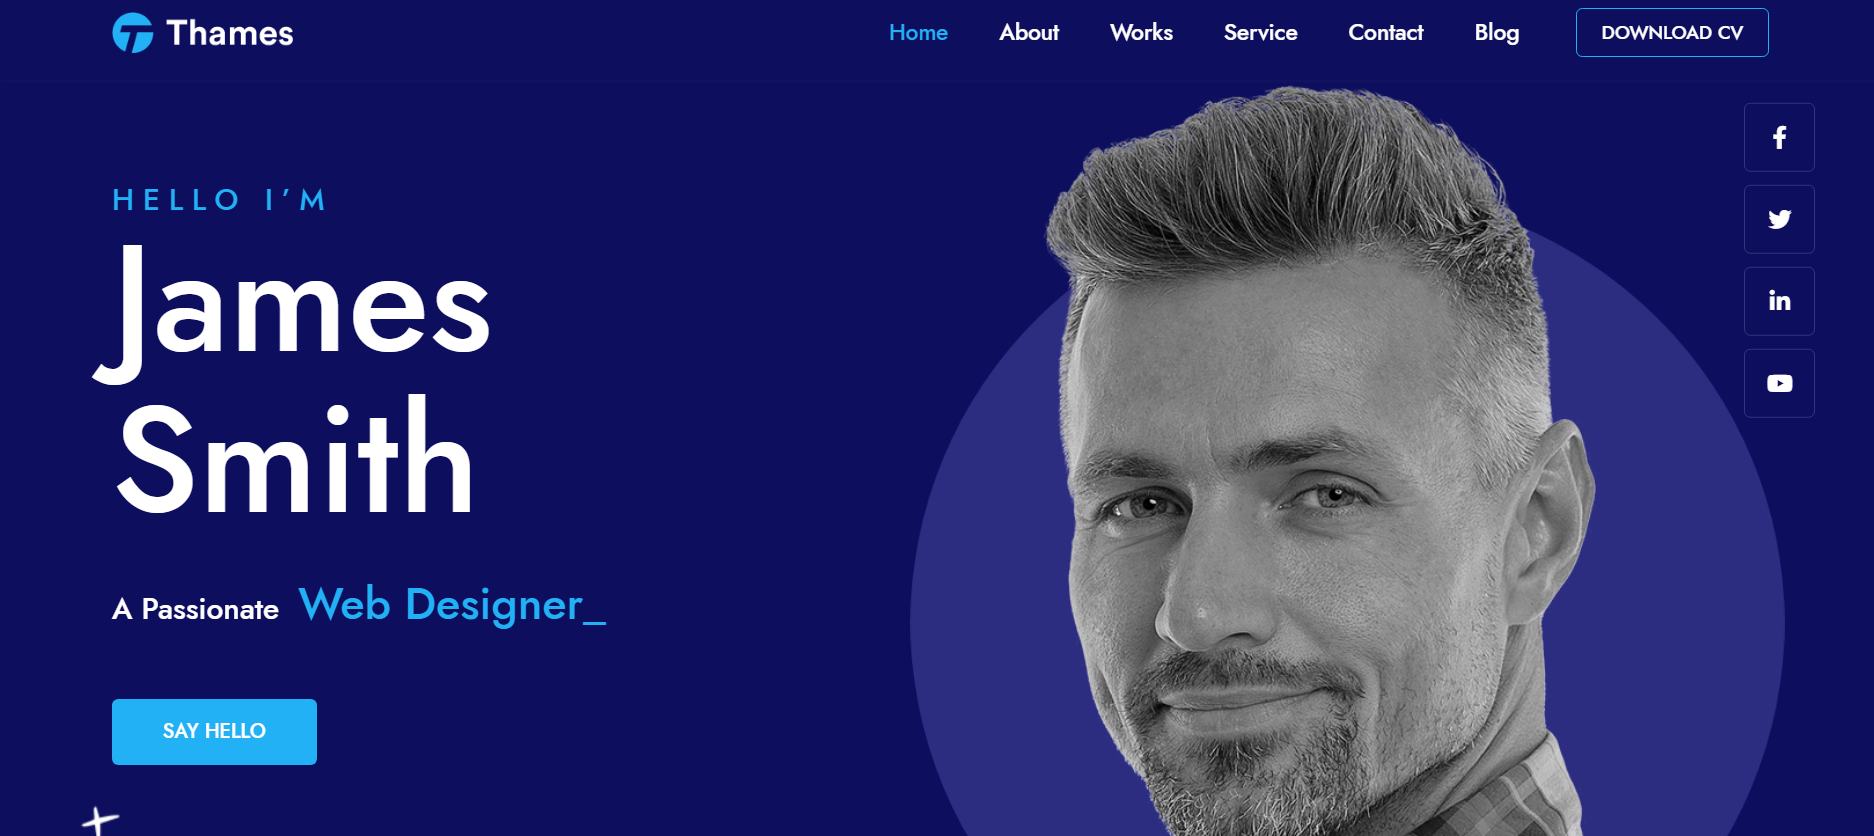 Thames
Home About Works Service Contact Blog DOWNLOAD CV
HELLO I’M
James
Smith
A Passionate Web Designer_
SAY HELLO